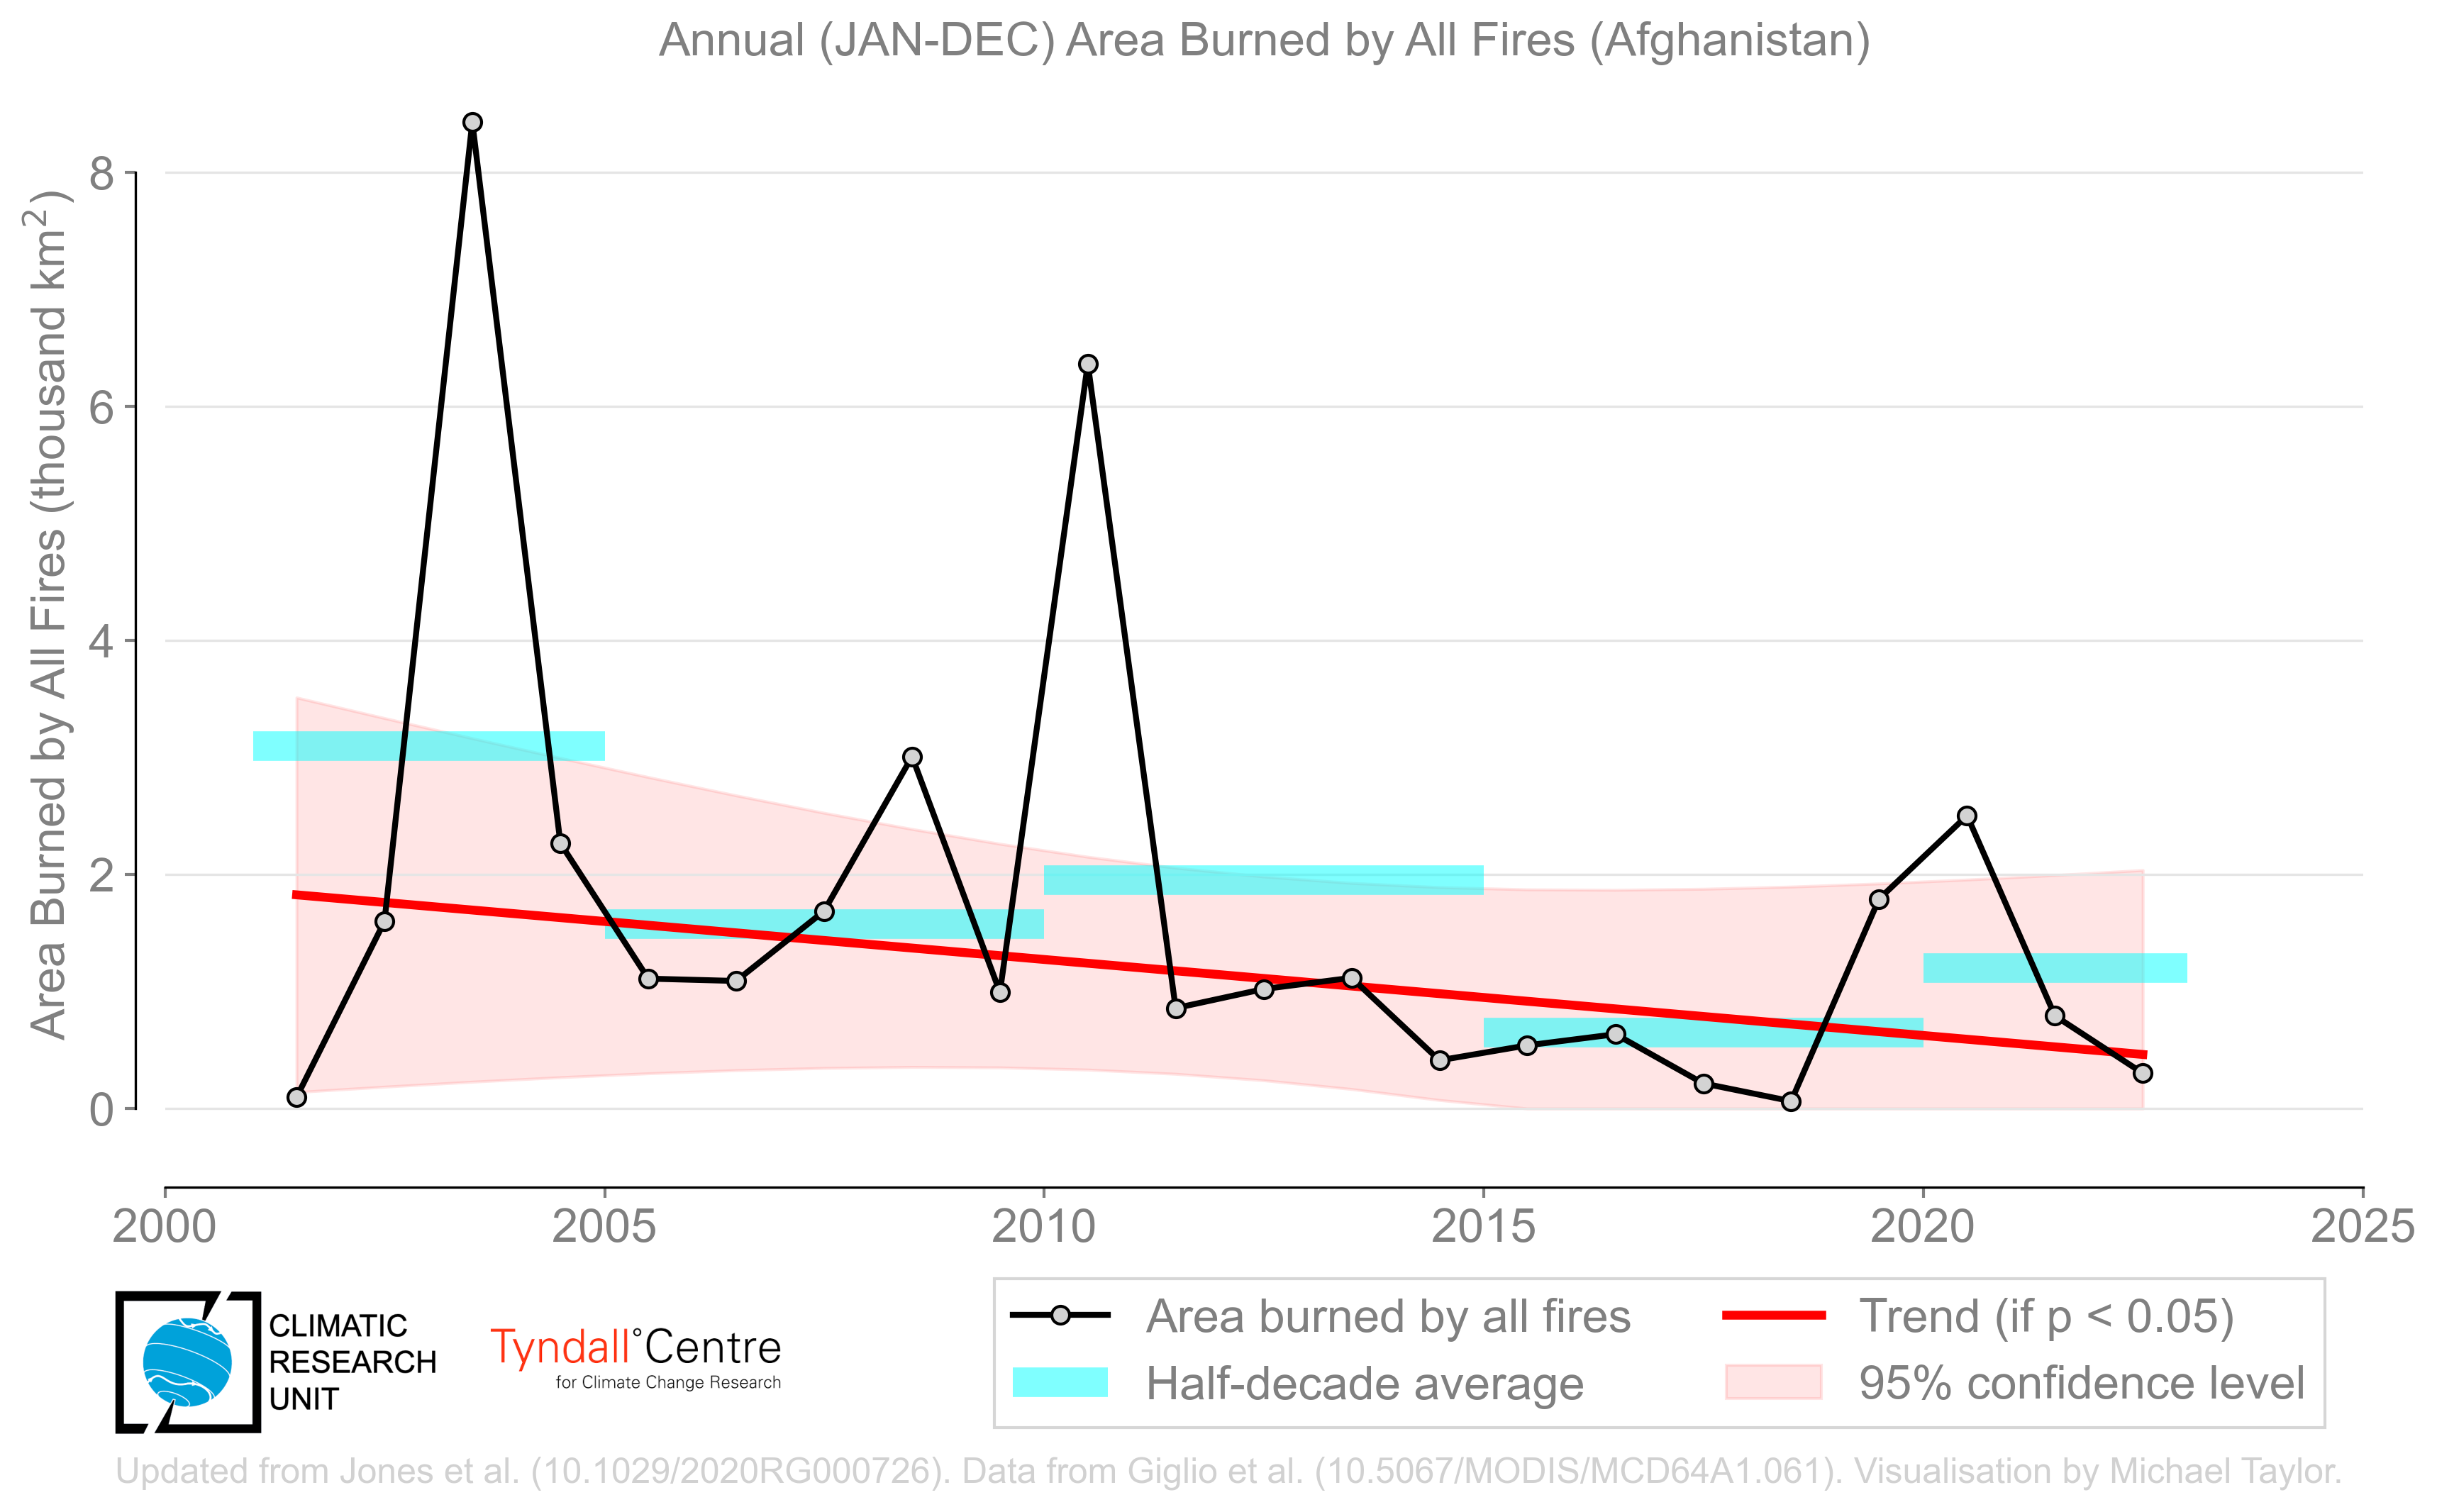 Annual (JAN-DEC) Area Burned by All Fires (Afghanistan)
Area Burned by All Fires (thousand km²)
8
6
4
2
0
2000 2005 2010 2015 2020 2025
CLIMATIC
RESEARCH
UNIT
Tyndall°Centre
for Climate Change Research
Area burned by all fires
Half-decade average
Trend (if p < 0.05)
95% confidence level
Updated from Jones et al. (10.1029/2020RG000726). Data from Giglio et al. (10.5067/MODIS/MCD64A1.061). Visualisation by Michael Taylor.